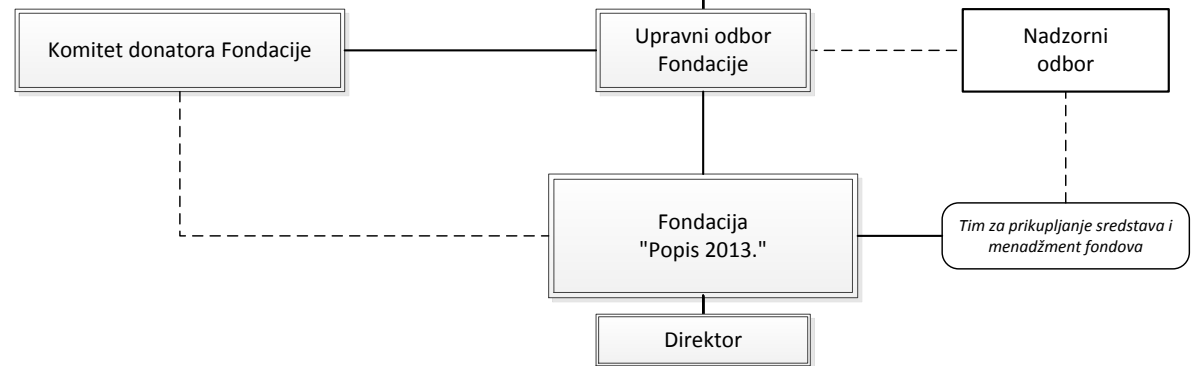 Komitet donatora Fondacije
Upravni odbor
Fondacije
Nadzorni
odbor
Fondacija
"Popis 2013."
Tim za prikupljanje sredstava i
menadžment fondova
Direktor